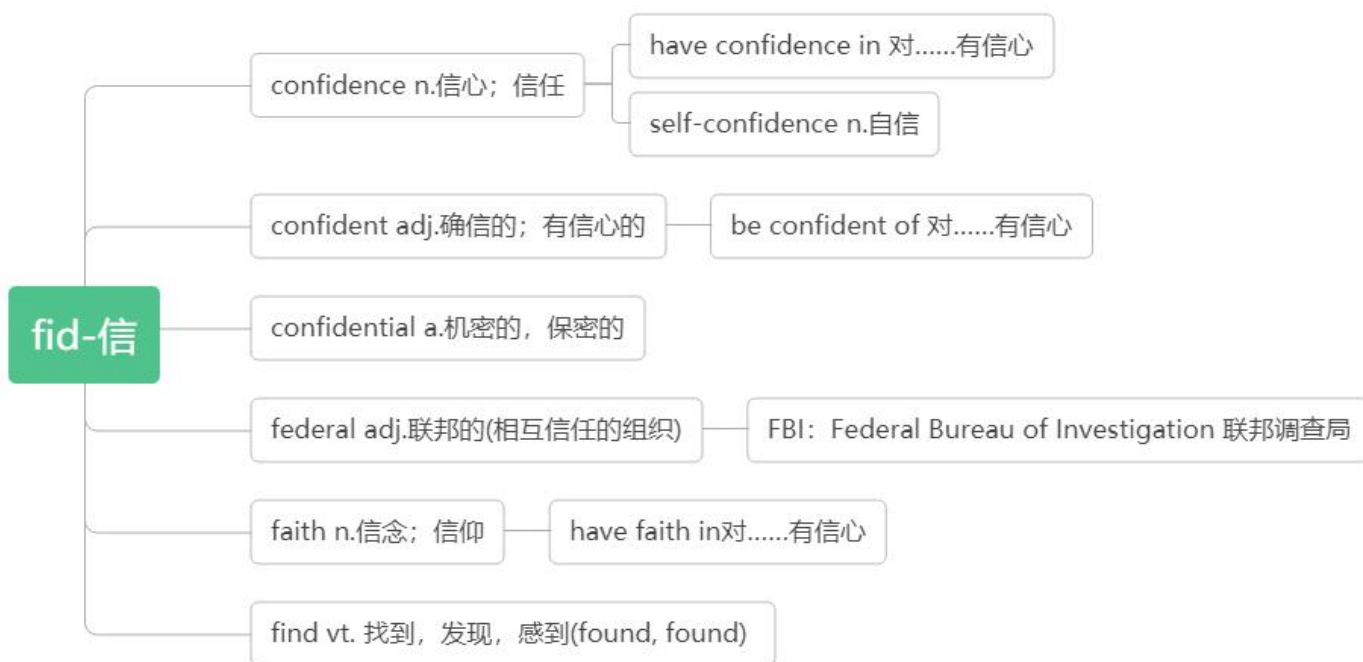 fid-信
confidence n.信心；信任
have confidence in 对......有信心
self-confidence n.自信
confident adj.确信的；有信心的
be confident of 对......有信心
confidential a.机密的，保密的
federal adj.联邦的(相互信任的组织)
FBI：Federal Bureau of Investigation 联邦调查局
faith n.信念；信仰
have faith in对......有信心
find vt. 找到，发现，感到(found, found)